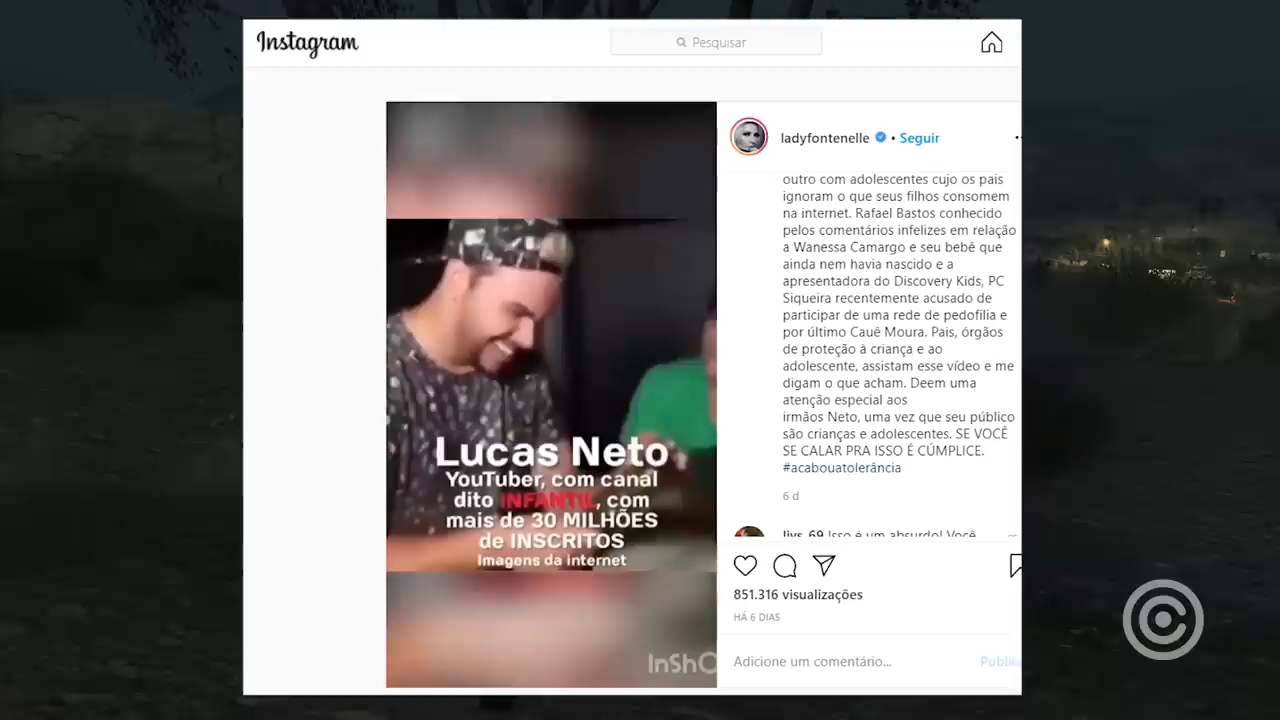 Instagram
Pesquisar
ladyfontenelle • Seguir
outro com adolescentes cujo os pais
ignoram o que seus filhos consomem
na internet. Rafael Bastos conhecido
pelos comentários infelizes em relação
a Wanessa Camargo e seu bebê que
ainda nem havia nascido e a
apresentadora do Discovery Kids, PC
Siqueira recentemente acusado de
participar de uma rede de pedofilia e
por último Cauê Moura. Pais, órgãos
de proteção à criança e ao
adolescente, assistam esse vídeo e me
digam o que acham. Deem uma
atenção especial aos
irmãos Neto, uma vez que seu público
são crianças e adolescentes. SE VOCÊ
SE CALAR PRA ISSO É CÚMPLICE.
#acabouatolerância
6 d
Isso é um absurdo! Você
851.316 visualizações
HÁ 6 DIAS
Adicione um comentário...
Publik
Lucas Neto
YouTuber, com canal
dito INFANTIL, com
mais de 30 MILHÕES
de INSCRITOS
Imagens da internet
InShO